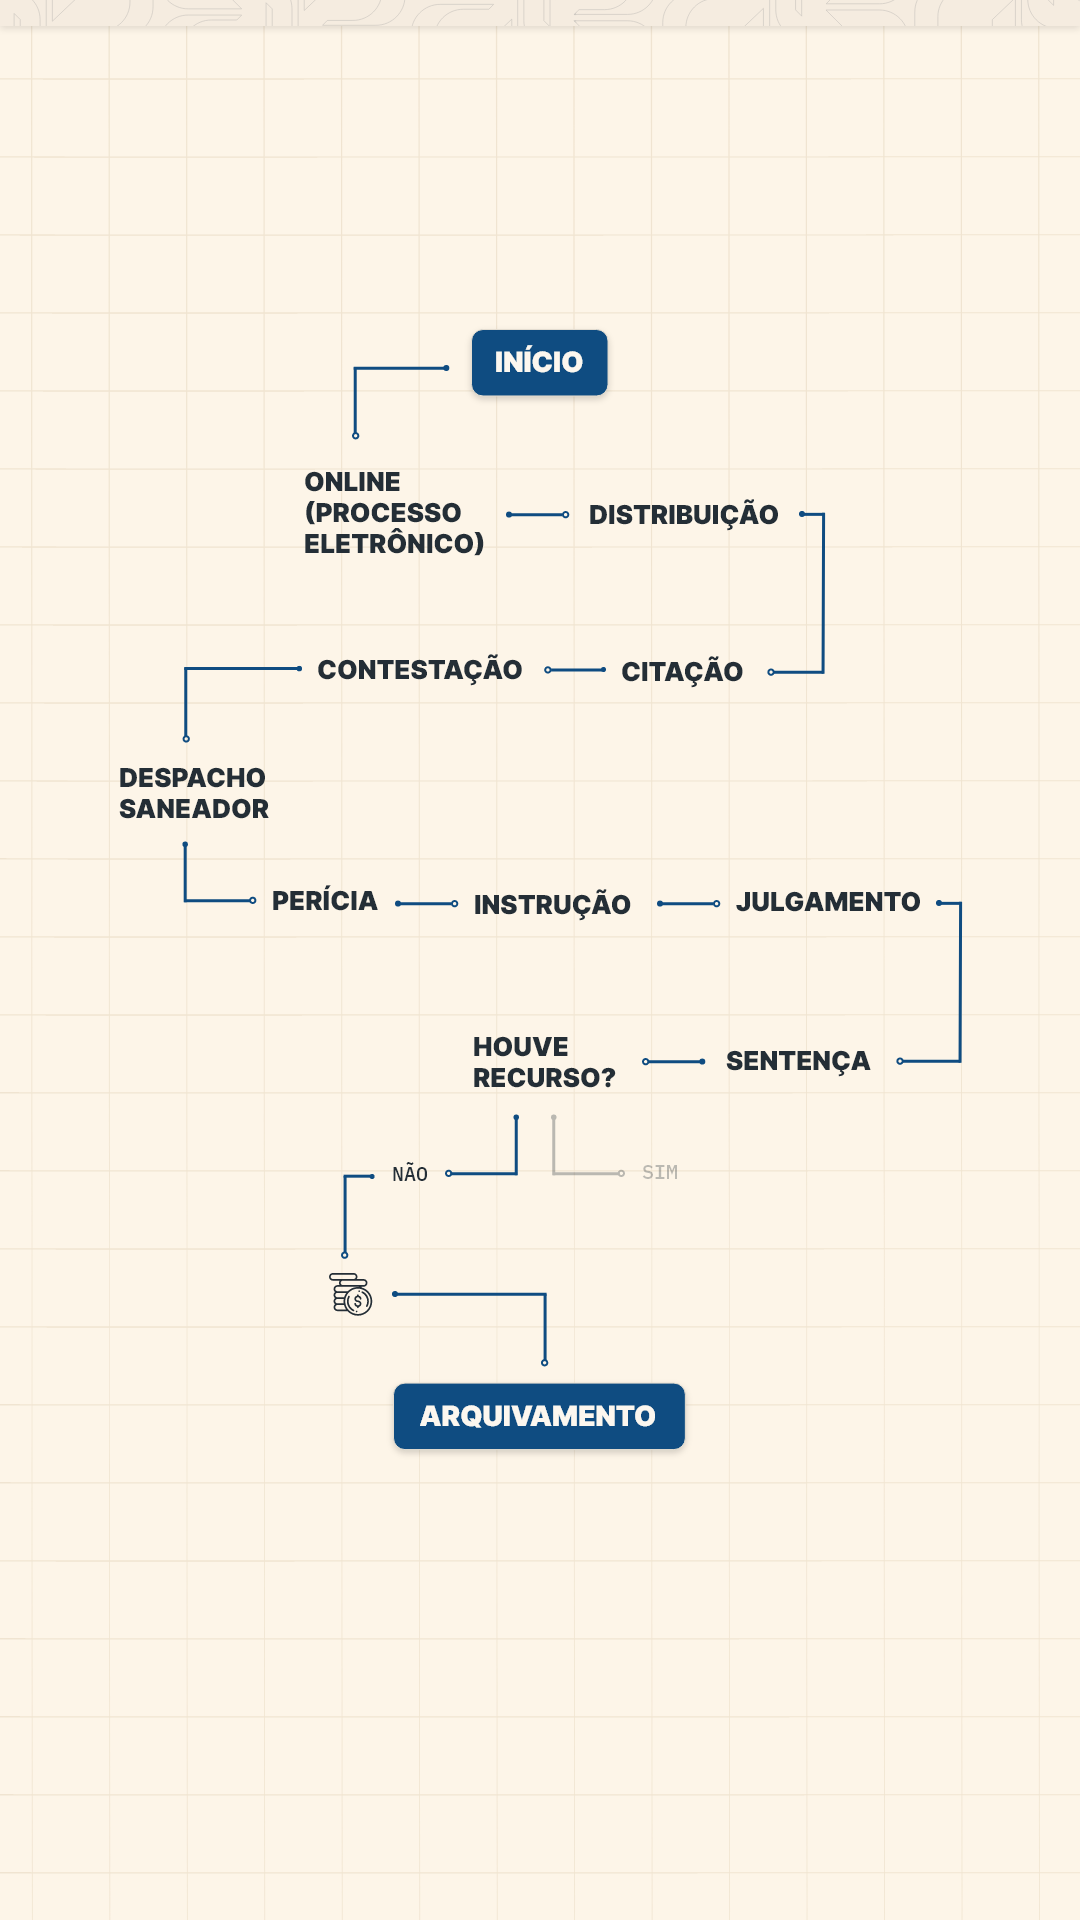 INÍCIO
ONLINE
(PROCESSO
ELETRÔNICO)
DISTRIBUIÇÃO
CONTESTAÇÃO
CITAÇÃO
DESPACHO
SANEADOR
PERÍCIA
INSTRUÇÃO
JULGAMENTO
HOUVE
RECURSO?
SENTENÇA
NÃO
SIM
$
ARQUIVAMENTO